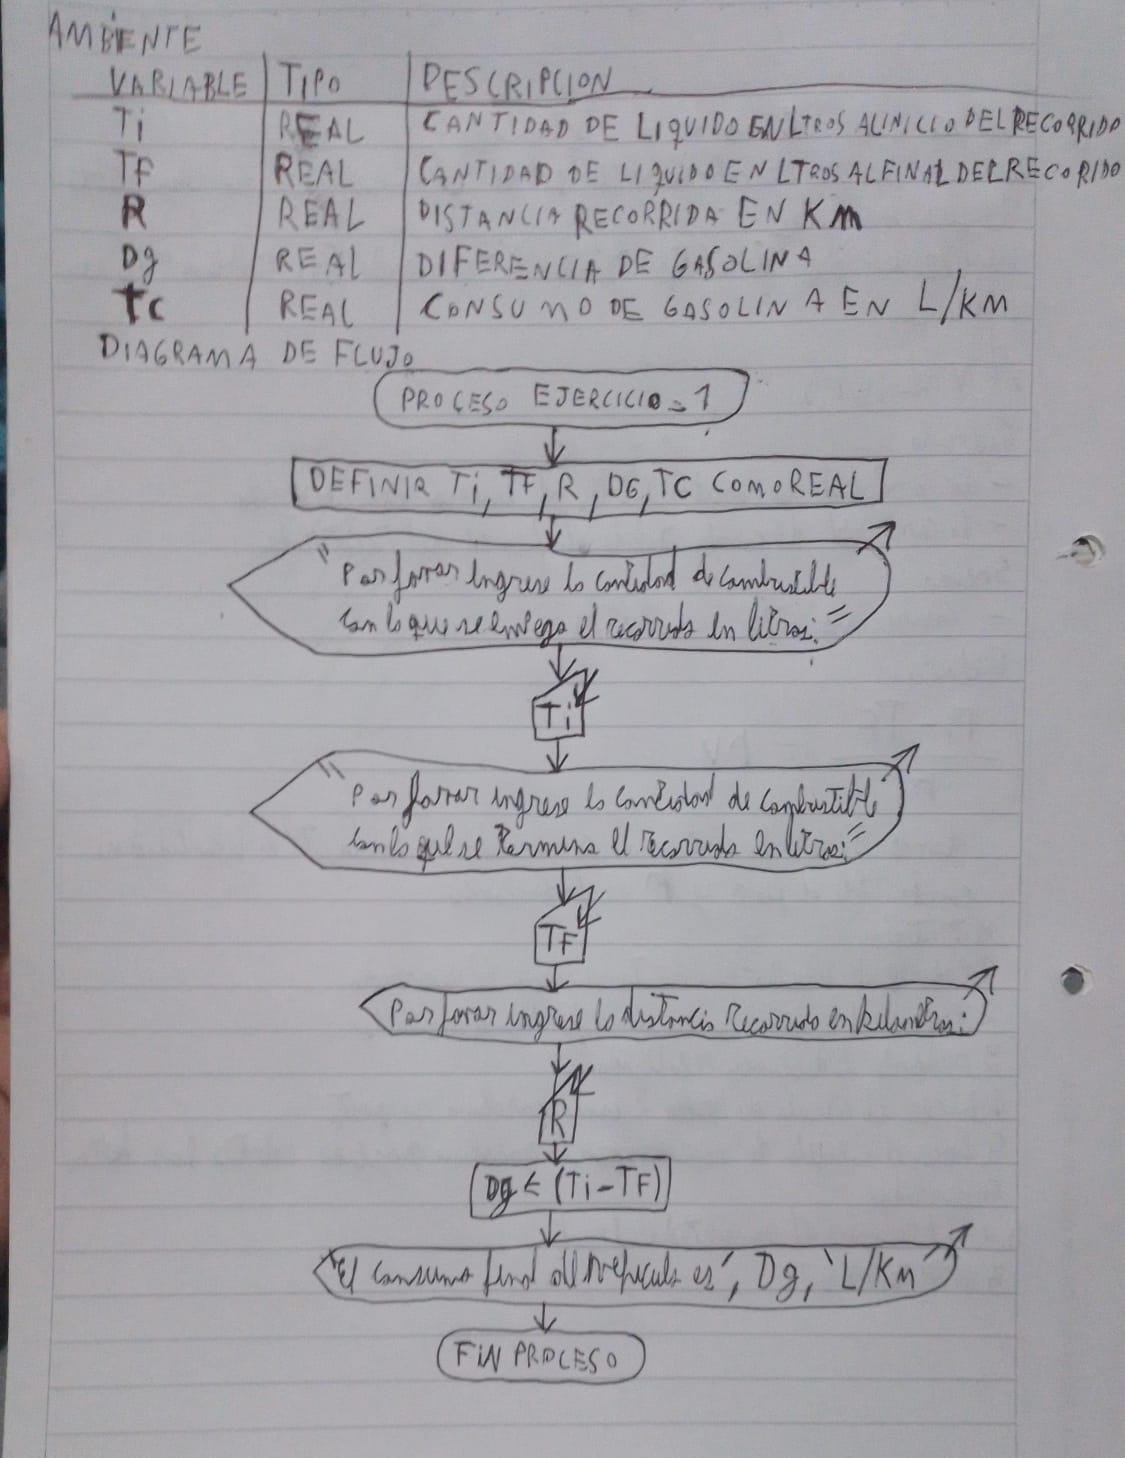 AMBIENTE
VARIABLE TIPO DESCRIPCION
Ti REAL CANTIDAD DE LIQUIDO EN LTROS AL INICIO DEL RECORRIDO
TF REAL CANTIDAD DE LIQUIDO EN LTROS AL FINAL DEL RECORIDO
R REAL DISTANCIA RECORRIDA EN Km
Dg REAL DIFERENCIA DE GASOLINA
TC REAL CONSUMO DE GASOLINA EN L/KM
DIAGRAMA DE FLUJO
PROCESO EJERCICIO_1
DEFINIR Ti, TF, R, DG, TC COMO REAL
"Por favor ingrese la cantidad de combustible
con lo que se empego el recorrido en litros:"
Ti
"Por favor ingrese la cantidad de combustible
con lo que se termina el recorrido en litros:"
TF
Por favor ingrese la distancia recorrido en kilometros:
R
Dg ← (Ti - TF)
"El consumo final del vehiculo es", Dg, "L/Km"
FIN PROCESO